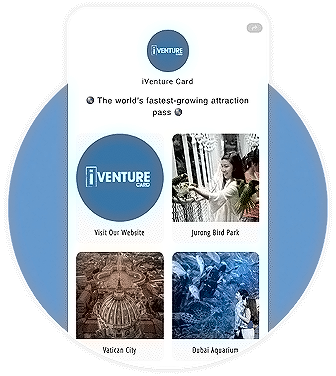 iVENTURE
CARD
iVenture Card
The world's fastest-growing attraction
pass
iVENTURE
CARD
Visit Our Website
Jurong Bird Park
Vatican City
Dubai Aquarium